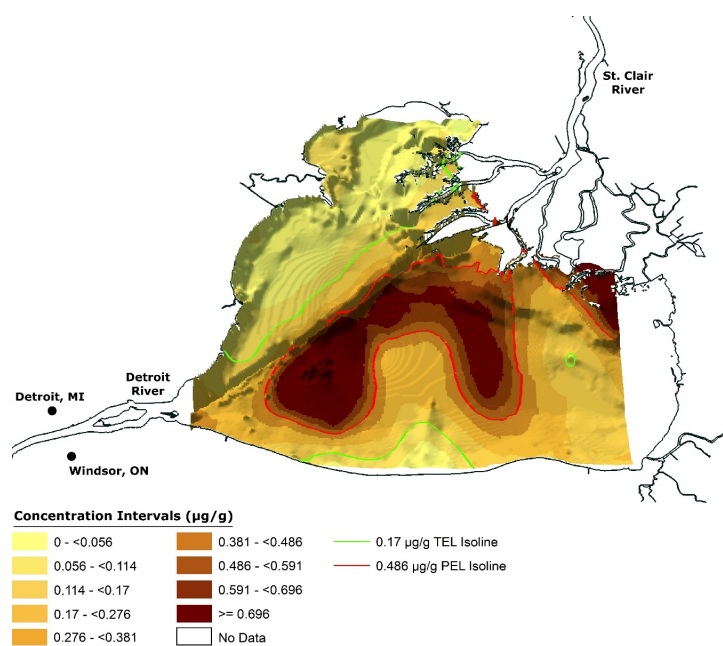 St. Clair
River
Detroit
River
Detroit, MI
Windsor, ON
Concentration Intervals (µg/g)
0 - <0.056
0.056 - <0.114
0.114 - <0.17
0.17 - <0.276
0.276 - <0.381
0.381 - <0.486
0.486 - <0.591
0.591 - <0.696
>= 0.696
No Data
0.17 µg/g TEL Isoline
0.486 µg/g PEL Isoline